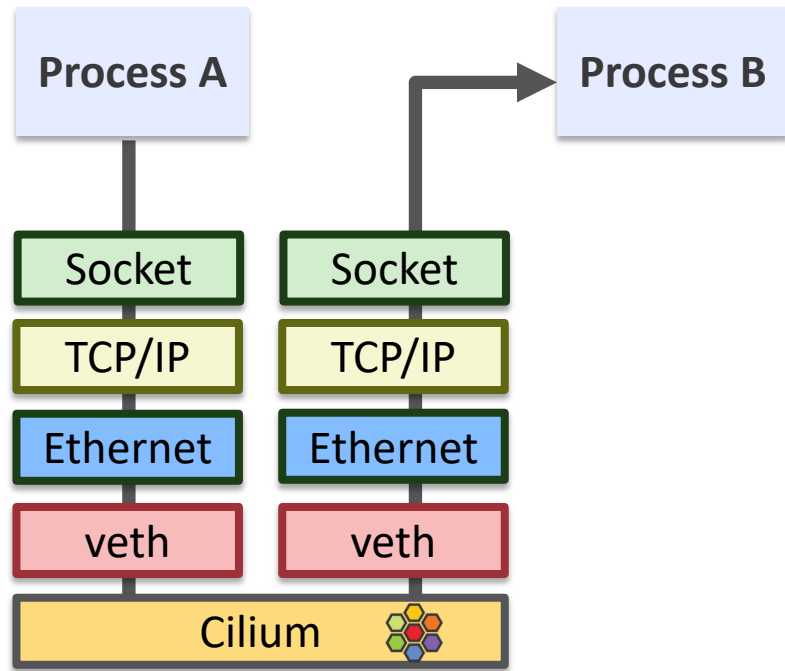 Process A
Process B
Socket
Socket
TCP/IP
TCP/IP
Ethernet
Ethernet
veth
veth
Cilium